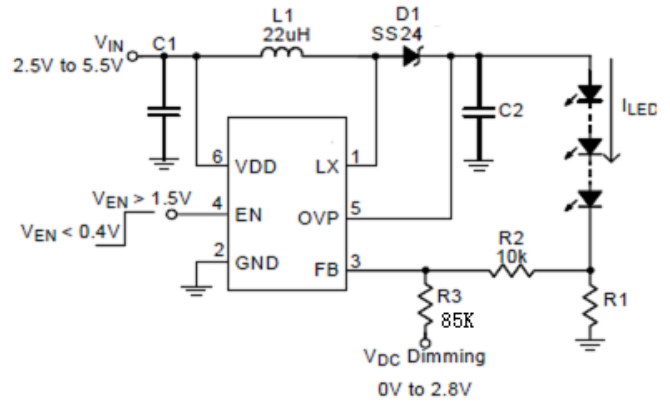 L1
22uH
D1
SS24
VIN
2.5V to 5.5V
C1
C2
ILED
6
VDD
LX
1
VEN > 1.5V
VEN < 0.4V
4
EN
OVP
5
2
GND
FB
3
R2
10k
R3
85K
R1
VDC Dimming
0V to 2.8V